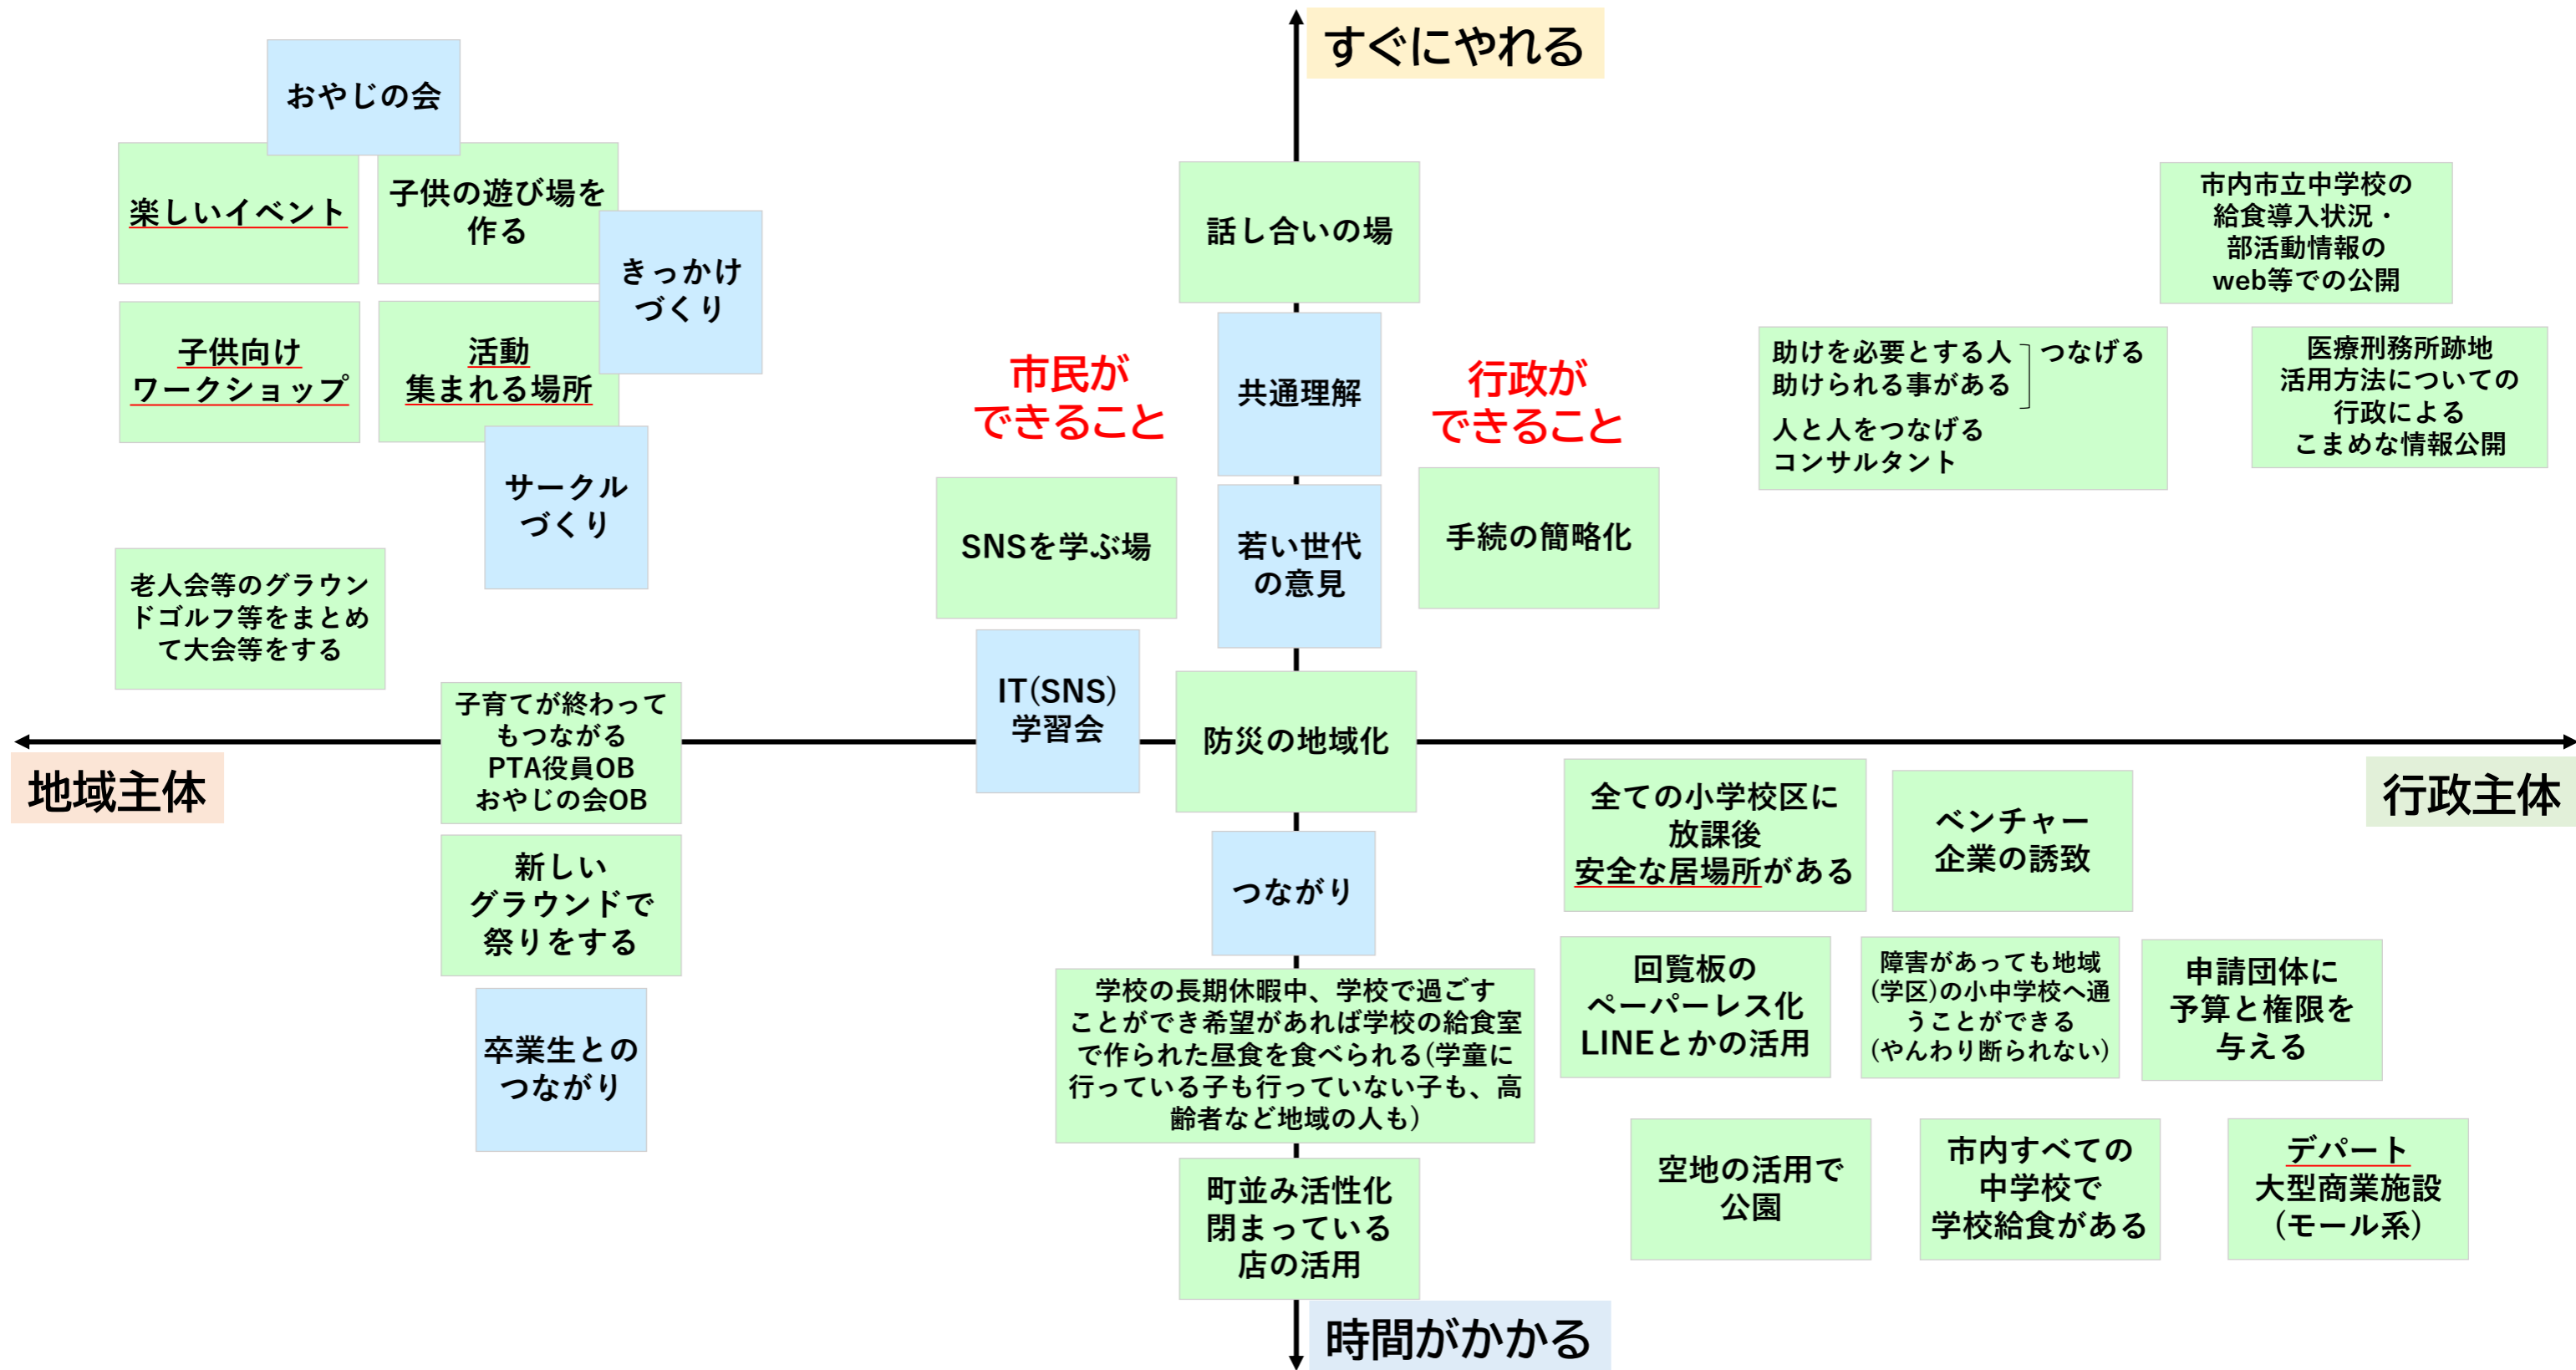 すぐにやれる
おやじの会
楽しいイベント
子供の遊び場を
作る
きっかけ
づくり
子供向け
ワークショップ
活動
集まれる場所
サークル
づくり
老人会等のグラウン
ドゴルフ等をまとめ
て大会等をする
話し合いの場
市民が
できること
共通理解
行政が
できること
SNSを学ぶ場
若い世代
の意見
手続の簡略化
IT(SNS)
学習会
市内市立中学校の
給食導入状況・
部活動情報の
web等での公開
助けを必要とする人
助けられる事がある
つなげる
人と人をつなげる
コンサルタント
医療刑務所跡地
活用方法についての
行政による
こまめな情報公開
地域主体
子育てが終わって
もつながる
PTA役員OB
おやじの会OB
防災の地域化
行政主体
新しい
グラウンドで
祭りをする
卒業生との
つながり
つながり
学校の長期休暇中、学校で過ごす
ことができ希望があれば学校の給食室
で作られた昼食を食べられる(学童に
行っている子も行っていない子も、高
齢者など地域の人も)
町並み活性化
閉まっている
店の活用
全ての小学校区に
放課後
安全な居場所がある
ベンチャー
企業の誘致
回覧板の
ペーパーレス化
LINEとかの活用
障害があっても地域
(学区)の小中学校へ通
うことができる
(やんわり断られない)
申請団体に
予算と権限を
与える
空地の活用で
公園
市内すべての
中学校で
学校給食がある
デパート
大型商業施設
(モール系)
時間がかかる